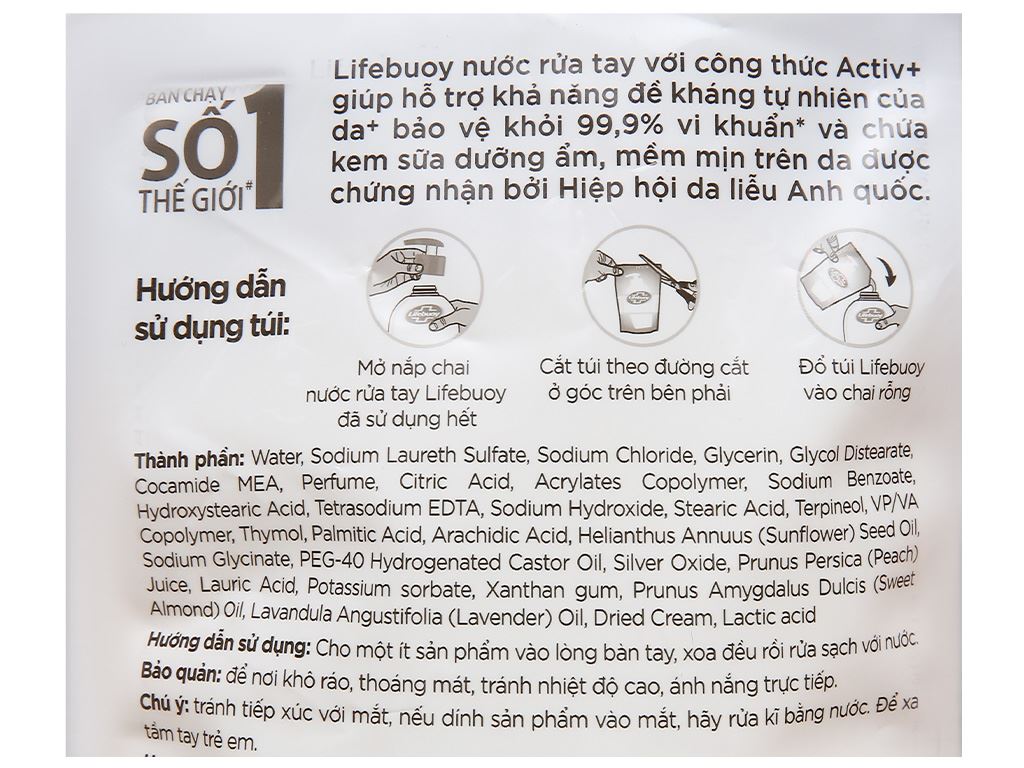 BÁN CHẠY
SỐ 1
THẾ GIỚI#
Lifebuoy nước rửa tay với công thức Activ+
giúp hỗ trợ khả năng đề kháng tự nhiên của
da+ bảo vệ khỏi 99,9% vi khuẩn* và chứa
kem sữa dưỡng ẩm, mềm mịn trên da được
chứng nhận bởi Hiệp hội da liễu Anh quốc.
Hướng dẫn
sử dụng túi:
Lifebuoy
Mở nắp chai
nước rửa tay Lifebuoy
đã sử dụng hết
Cắt túi theo đường cắt
ở góc trên bên phải
Đổ túi Lifebuoy
vào chai rỗng
Thành phần: Water, Sodium Laureth Sulfate, Sodium Chloride, Glycerin, Glycol Distearate,
Cocamide MEA, Perfume, Citric Acid, Acrylates Copolymer, Sodium Benzoate,
Hydroxystearic Acid, Tetrasodium EDTA, Sodium Hydroxide, Stearic Acid, Terpineol, VP/VA
Copolymer, Thymol, Palmitic Acid, Arachidic Acid, Helianthus Annuus (Sunflower) Seed Oil,
Sodium Glycinate, PEG-40 Hydrogenated Castor Oil, Silver Oxide, Prunus Persica (Peach)
Juice, Lauric Acid, Potassium sorbate, Xanthan gum, Prunus Amygdalus Dulcis (Sweet
Almond) Oil, Lavandula Angustifolia (Lavender) Oil, Dried Cream, Lactic acid
Hướng dẫn sử dụng: Cho một ít sản phẩm vào lòng bàn tay, xoa đều rồi rửa sạch với nước.
Bảo quản: để nơi khô ráo, thoáng mát, tránh nhiệt độ cao, ánh nắng trực tiếp.
Chú ý: tránh tiếp xúc với mắt, nếu dính sản phẩm vào mắt, hãy rửa kĩ bằng nước. Để xa
tầm tay trẻ em.